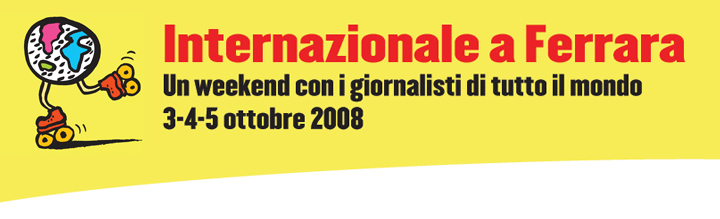 Internazionale a Ferrara
Un weekend con i giornalisti di tutto il mondo
3-4-5 ottobre 2008